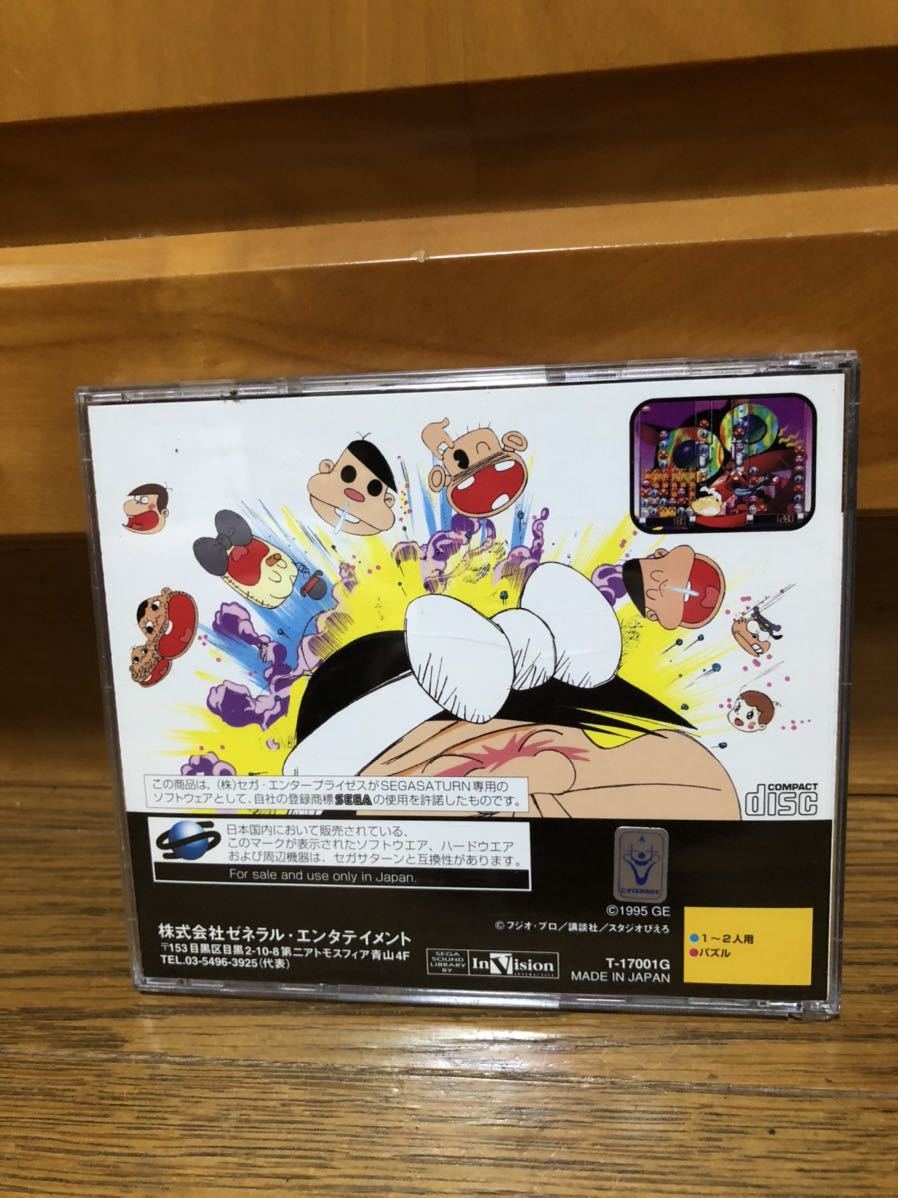 この商品は、(株)セガ・エンタープライゼスがSEGASATURN専用の
ソフトウェアとして、自社の登録商標SEGAの使用を許諾したものです。
COMPACT
disc
日本国内において販売されている、
このマークが表示されたソフトウエア、ハードウエア
および周辺機器は、セガサターンと互換性があります。
For sale and use only in Japan.
©1995 GE
©フジオ・プロ/講談社/スタジオぴえろ
株式会社ゼネラル・エンタテイメント
〒153 目黒区目黒2-10-8 第二アトモスフィア青山4F
TEL.03-5496-3925(代表)
SEGA
SOUND
LIBRARY
BY
InVision
T-17001G
MADE IN JAPAN
1〜2人用
パズル